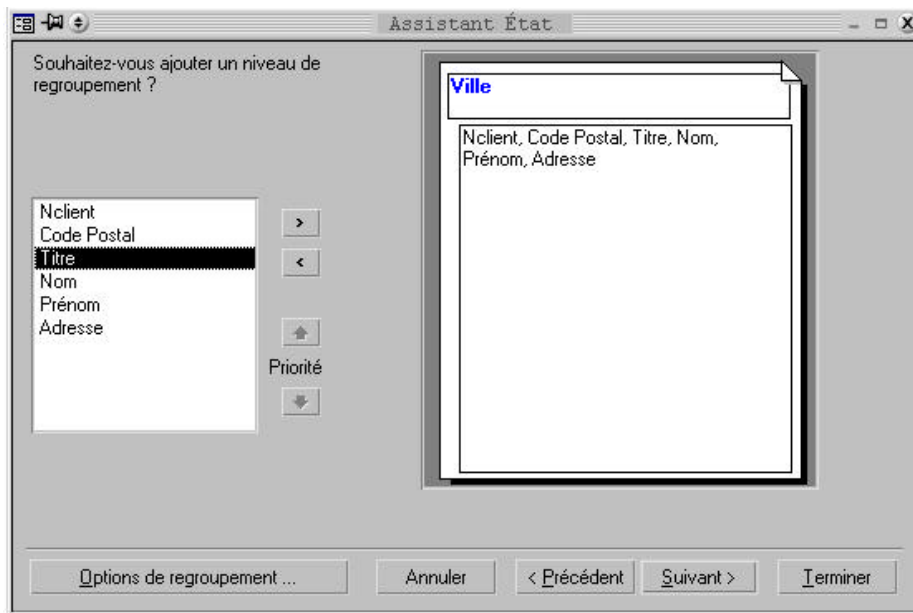 Assistant État
Souhaitez-vous ajouter un niveau de
regroupement ?
Nclient
Code Postal
Titre
Nom
Prénom
Adresse
>
<
Priorité
Ville
Nclient, Code Postal, Titre, Nom,
Prénom, Adresse
Options de regroupement ...
Annuler
< Précédent
Suivant >
Terminer